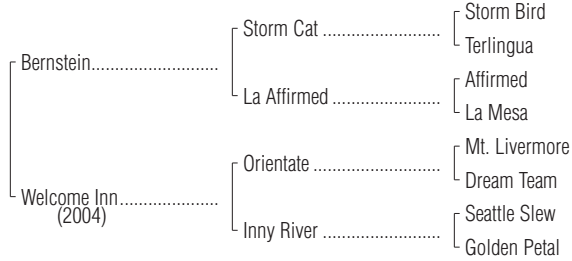 Storm Bird
Storm Cat ........................
Terlingua
Bernstein..........................
Affirmed
La Affirmed ......................
La Mesa
Mt. Livermore
Orientate ..........................
Dream Team
Welcome Inn....................
(2004)
Seattle Slew
Inny River .........................
Golden Petal